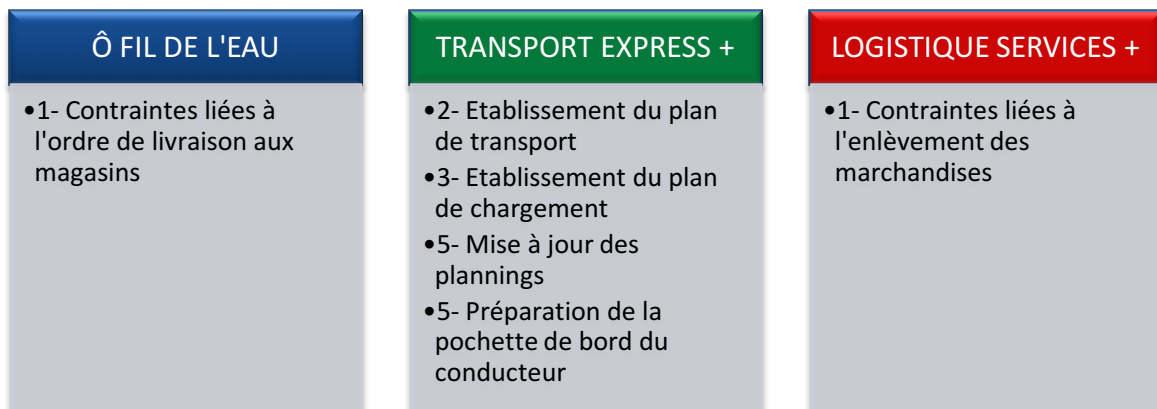 Ô FIL DE L'EAU
•1- Contraintes liées à
l'ordre de livraison aux
magasins
TRANSPORT EXPRESS +
•2- Etablissement du plan
de transport
•3- Etablissement du plan
de chargement
•5- Mise à jour des
plannings
•5- Préparation de la
pochette de bord du
conducteur
LOGISTIQUE SERVICES +
•1- Contraintes liées à
l'enlèvement des
marchandises